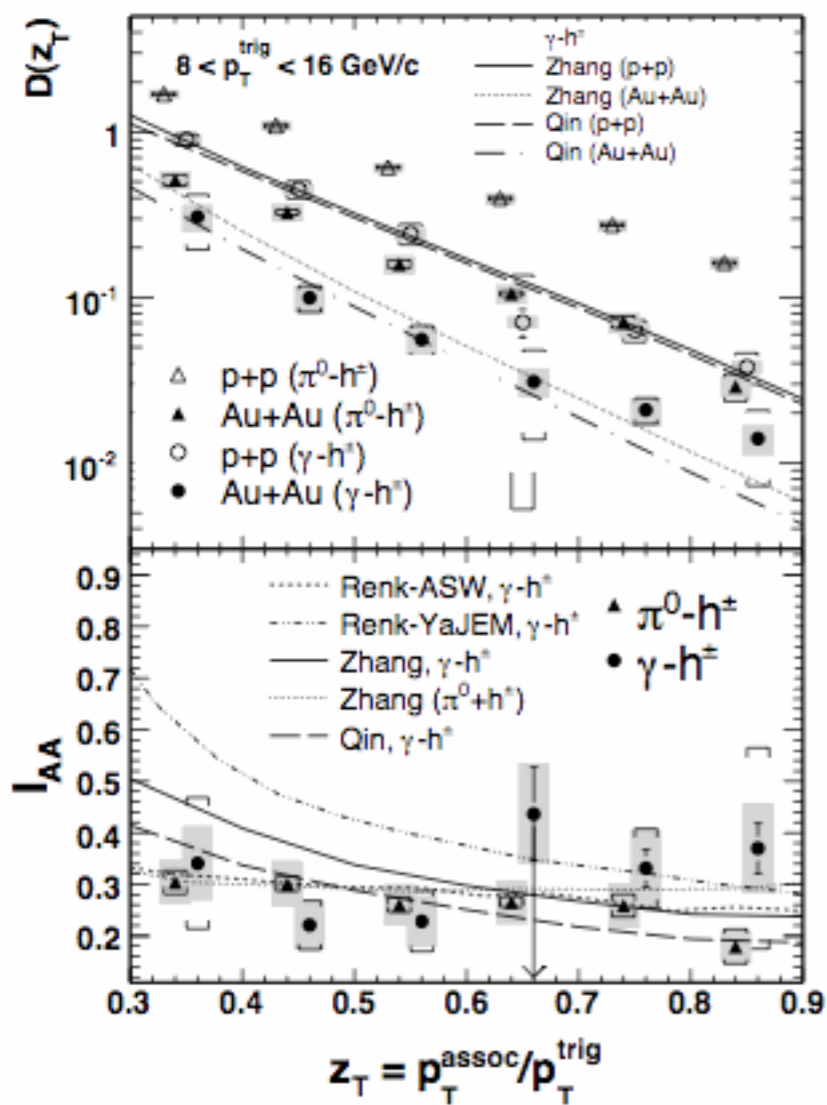 D(z_T)
8 < p_T^trig < 16 GeV/c
γ-h±
Zhang (p+p)
Zhang (Au+Au)
Qin (p+p)
Qin (Au+Au)
1
10⁻¹
10⁻²
p+p (π⁰-h±)
Au+Au (π⁰-h±)
p+p (γ-h±)
Au+Au (γ-h±)
I_AA
0.9
0.8
0.7
0.6
0.5
0.4
0.3
0.2
Renk-ASW, γ-h±
Renk-YaJEM, γ-h±
Zhang, γ-h±
Zhang (π⁰+h±)
Qin, γ-h±
π⁰-h±
γ-h±
0.3 0.4 0.5 0.6 0.7 0.8 0.9
z_T = p_T^assoc/p_T^trig